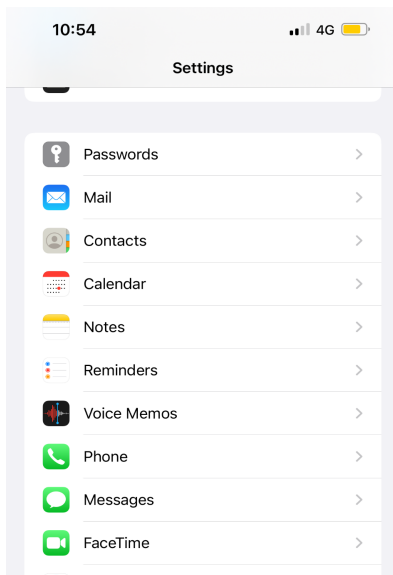 10:54
4G
Settings
Passwords
Mail
Contacts
Calendar
Notes
Reminders
Voice Memos
Phone
Messages
FaceTime